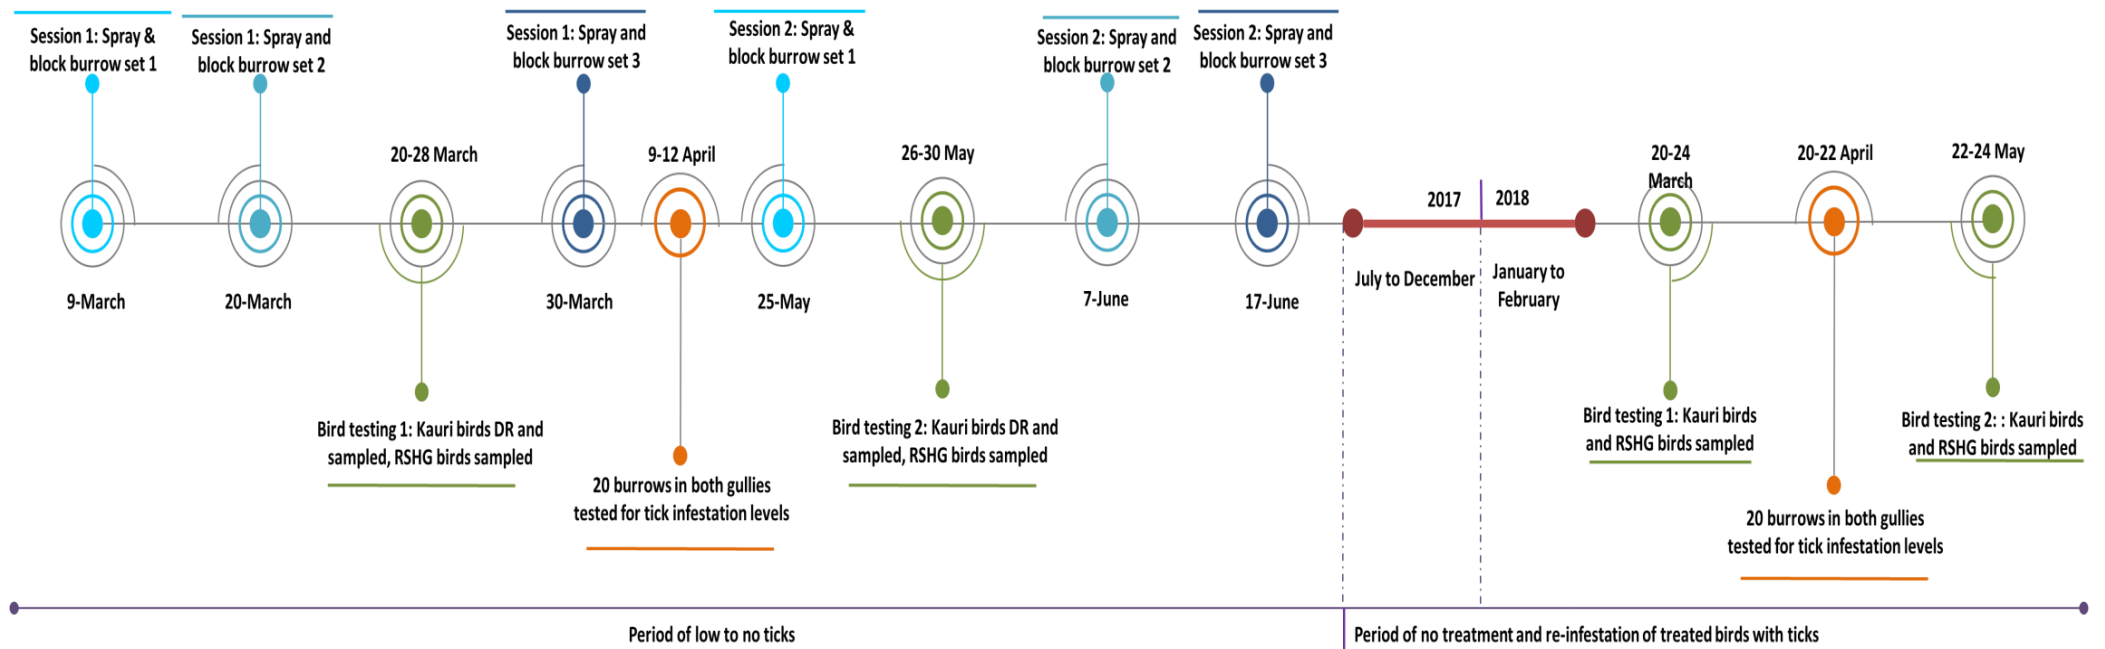 Session 1: Spray &
block burrow set 1
Session 1: Spray and
block burrow set 2
Session 1: Spray and
block burrow set 3
Session 2: Spray &
block burrow set 1
Session 2: Spray and
block burrow set 2
Session 2: Spray and
block burrow set 3
20-28 March
9-12 April
26-30 May
20-24
March
20-22 April
22-24 May
2017
2018
9-March
20-March
30-March
25-May
7-June
17-June
July to December
January to
February
Bird testing 1: Kauri birds DR and
sampled, RSHG birds sampled
20 burrows in both gullies
tested for tick infestation levels
Bird testing 2: Kauri birds DR and
sampled, RSHG birds sampled
Bird testing 1: Kauri birds
and RSHG birds sampled
20 burrows in both gullies
tested for tick infestation levels
Bird testing 2: : Kauri birds
and RSHG birds sampled
Period of low to no ticks
Period of no treatment and re-infestation of treated birds with ticks